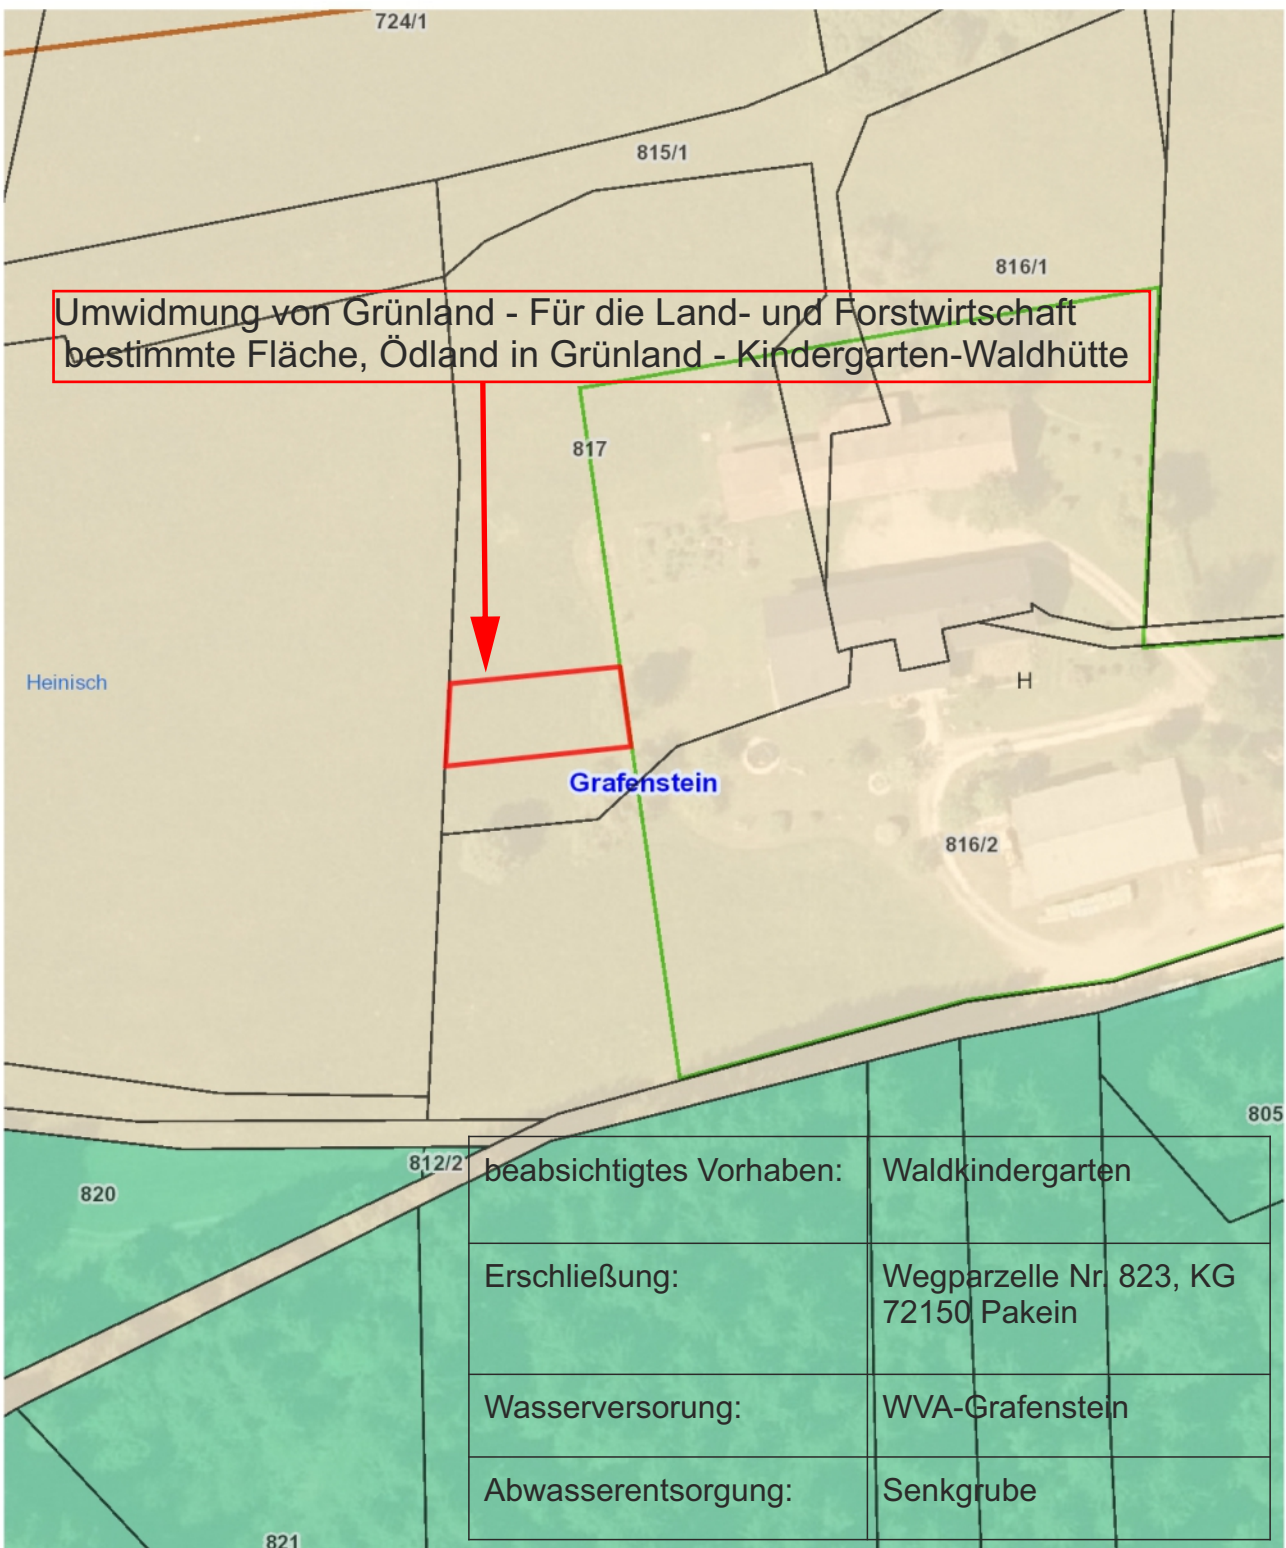 724/1
815/1
816/1
Umwidmung von Grünland - Für die Land- und Forstwirtschaft
bestimmte Fläche, Ödland in Grünland - Kindergarten-Waldhütte
817
Heinisch
H
Grafenstein
816/2
805
812/2
820
beabsichtigtes Vorhaben: Waldkindergarten
Erschließung: Wegparzelle Nr. 823, KG
72150 Pakein
Wasserversorung: WVA-Grafenstein
Abwasserentsorgung: Senkgrube
821